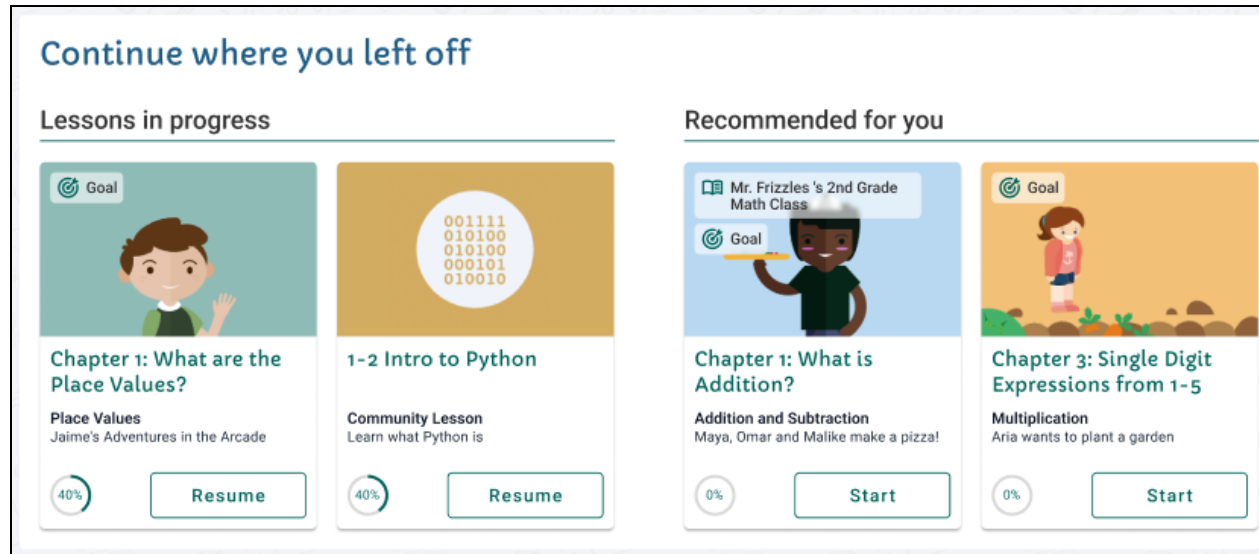 Continue where you left off
Lessons in progress
Goal
Chapter 1: What are the
Place Values?
Place Values
Jaime's Adventures in the Arcade
40%
Resume
001111
010100
010100
000101
010010
1-2 Intro to Python
Community Lesson
Learn what Python is
40%
Resume
Recommended for you
Mr. Frizzles 's 2nd Grade
Math Class
Goal
Chapter 1: What is
Addition?
Addition and Subtraction
Maya, Omar and Malike make a pizza!
0%
Start
Goal
Chapter 3: Single Digit
Expressions from 1-5
Multiplication
Aria wants to plant a garden
0%
Start